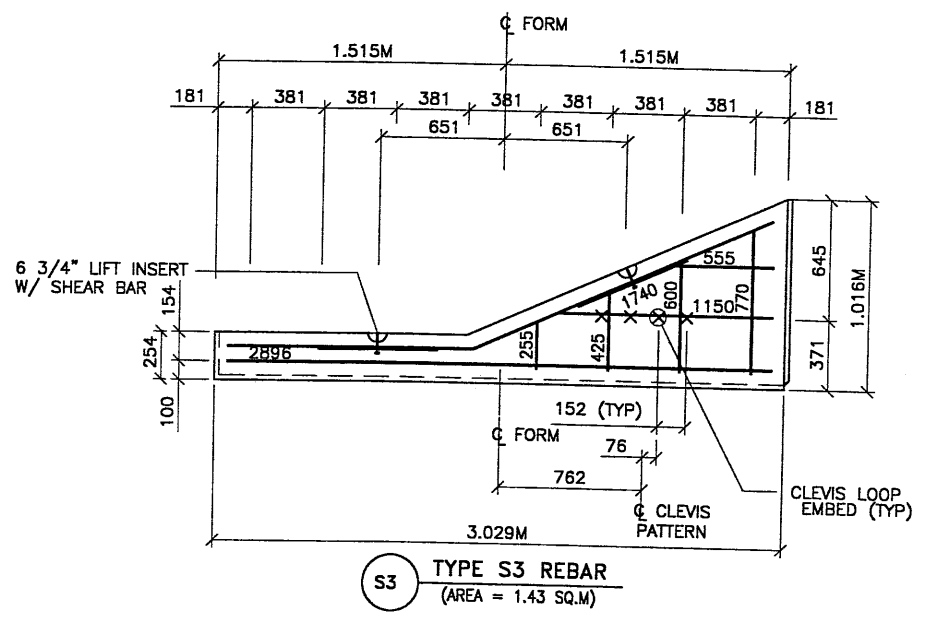 ℄ FORM
1.515M 1.515M
181 381 381 381 381 381 381 381 181
651 651
6 3/4" LIFT INSERT
W/ SHEAR BAR
154
254
100
2896
555
1740
600
1150
770
255
425
645
1.016M
371
152 (TYP)
℄ FORM
76
762
℄ CLEVIS
PATTERN
CLEVIS LOOP
EMBED (TYP)
3.029M
S3
TYPE S3 REBAR
(AREA = 1.43 SQ.M)